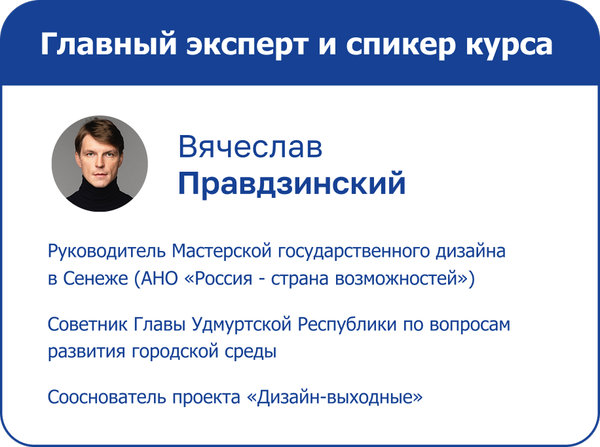 Главный эксперт и спикер курса
Вячеслав
Правдзинский
Руководитель Мастерской государственного дизайна
в Сенеже (АНО «Россия - страна возможностей»)
Советник Главы Удмуртской Республики по вопросам
развития городской среды
Сооснователь проекта «Дизайн-выходные»